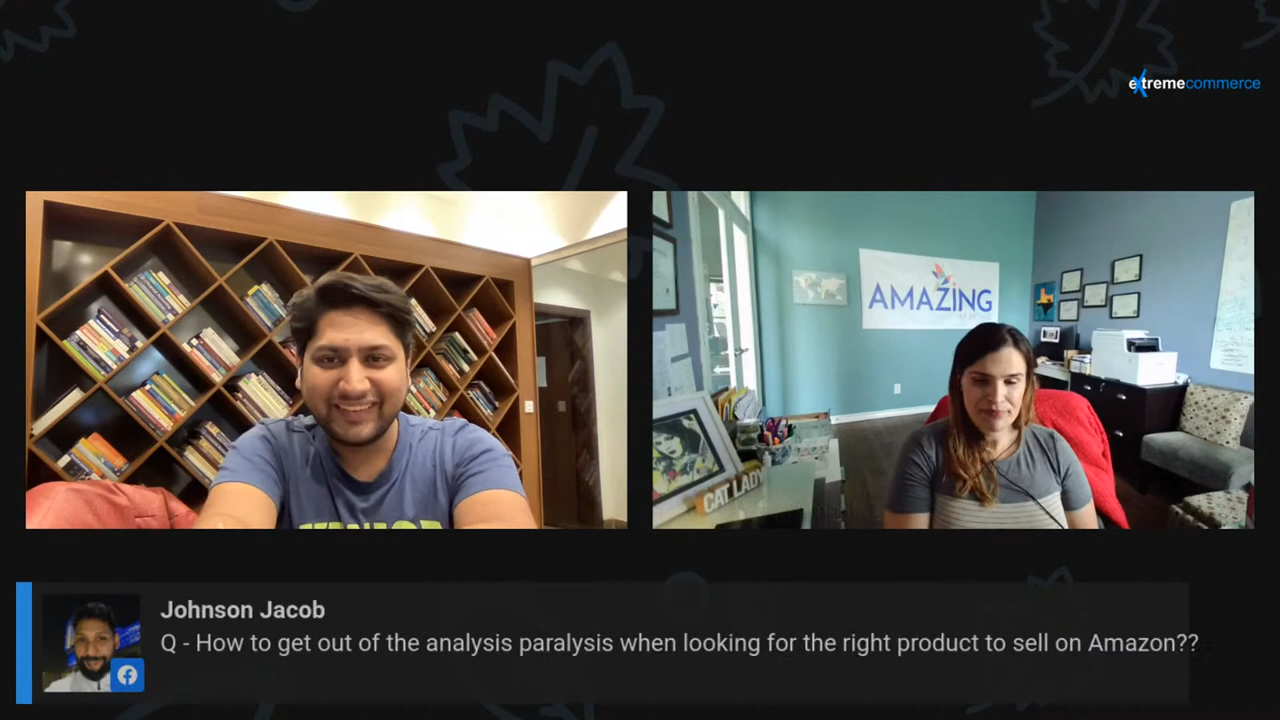 extremecommerce
AMAZING
CAT LADY
Johnson Jacob
Q - How to get out of the analysis paralysis when looking for the right product to sell on Amazon??